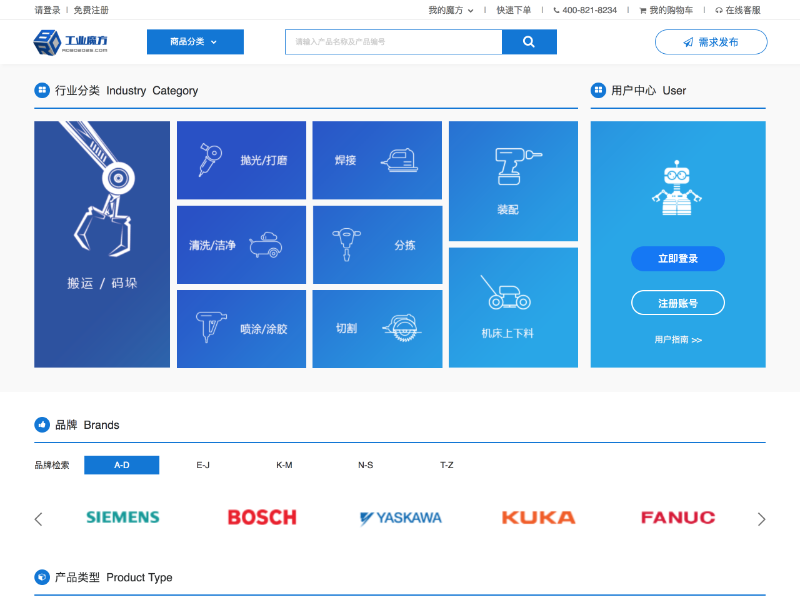 请登录 | 免费注册
我的魔方 | 快速下单 | 400-821-8234 | 我的购物车 | 在线客服
工业魔方
商品分类
请输入产品名称及产品编号
需求发布
行业分类 Industry Category
用户中心 User
搬运 / 码垛
抛光/打磨
焊接
装配
清洗/洁净
分拣
喷涂/涂胶
切割
机床上下料
立即登录
注册账号
用户指南 >>
品牌 Brands
品牌检索 A-D E-J K-M N-S T-Z
SIEMENS BOSCH YASKAWA KUKA FANUC
产品类型 Product Type